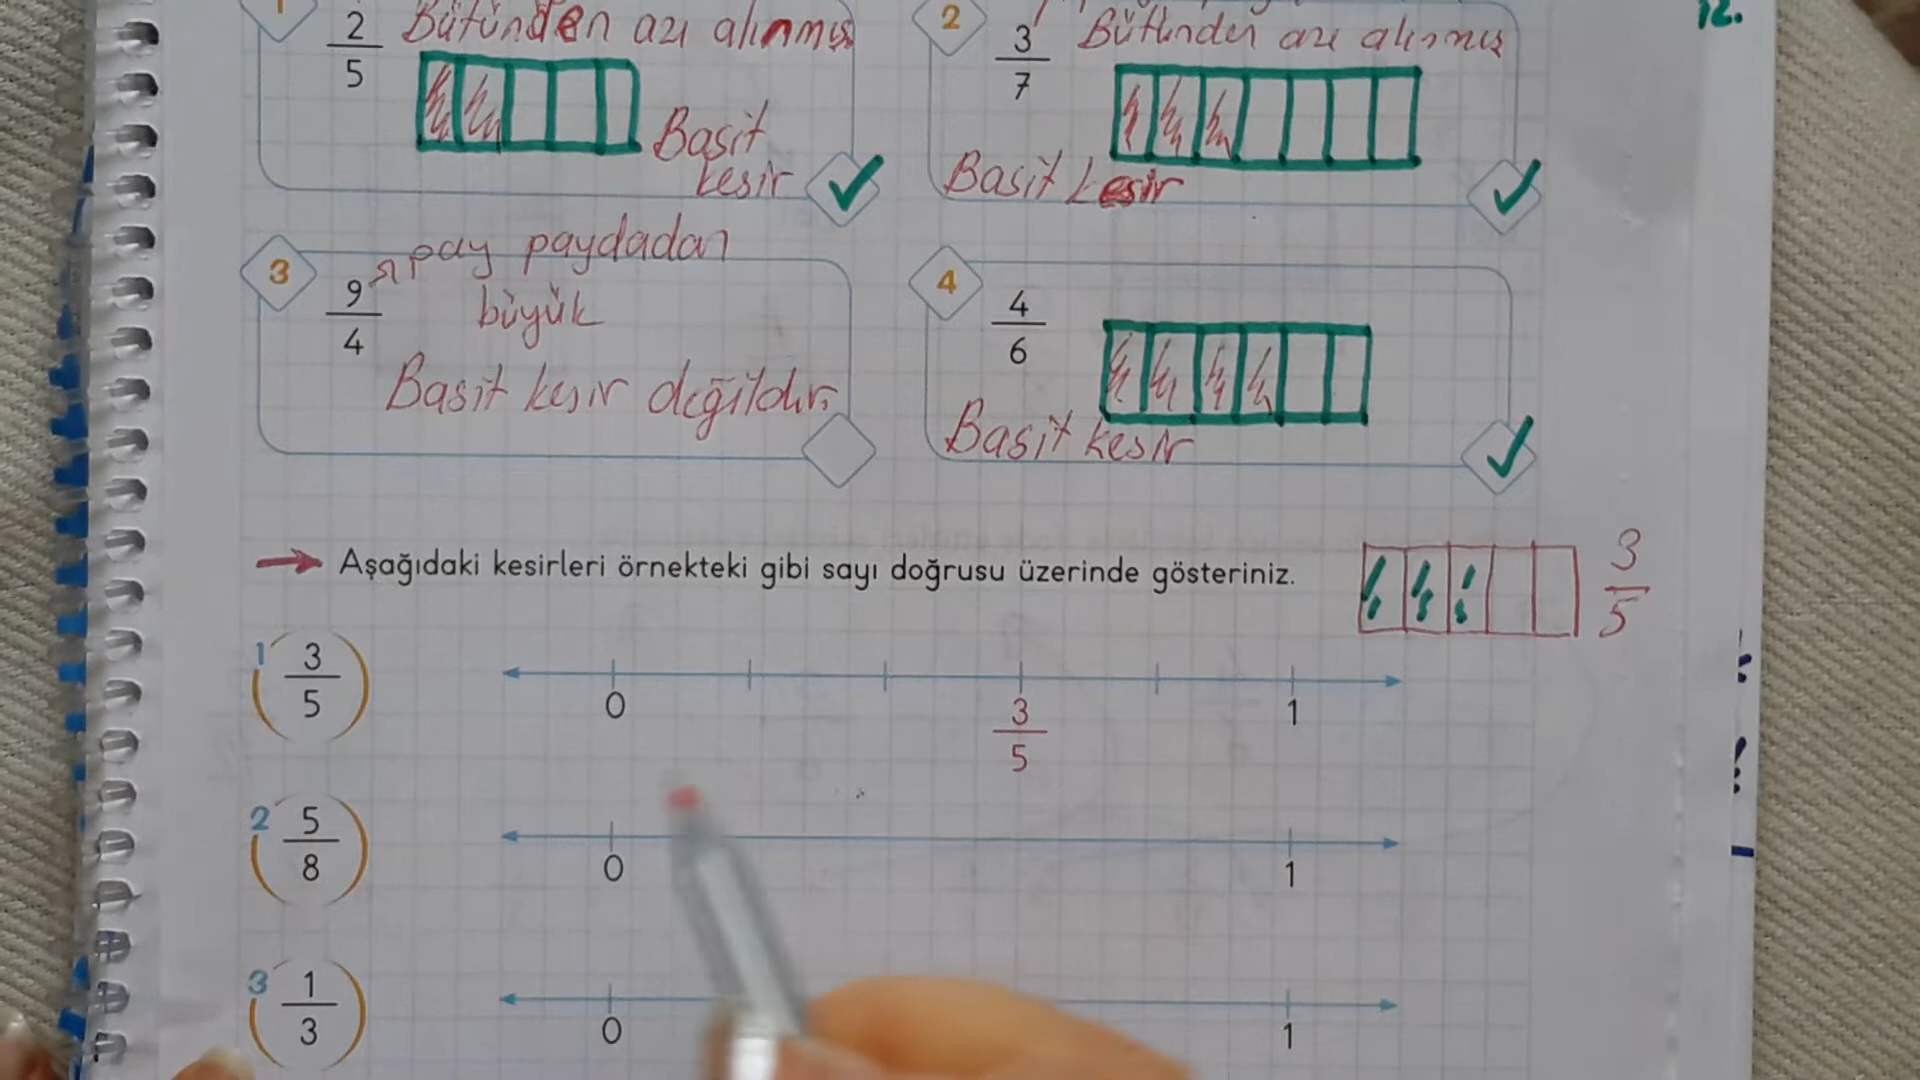 1
2/5 Bütünden azı alınmış
Basit
kesir
2
3/7 Bütünden azı alınmış
Basit kesir
3
9/4 pay paydadan
büyük
Basit kesir değildir.
4
4/6
Basit kesir
12.
Aşağıdaki kesirleri örnekteki gibi sayı doğrusu üzerinde gösteriniz.
3/5
1 3/5
0 3/5 1
2 5/8
0 1
3 1/3
0 1